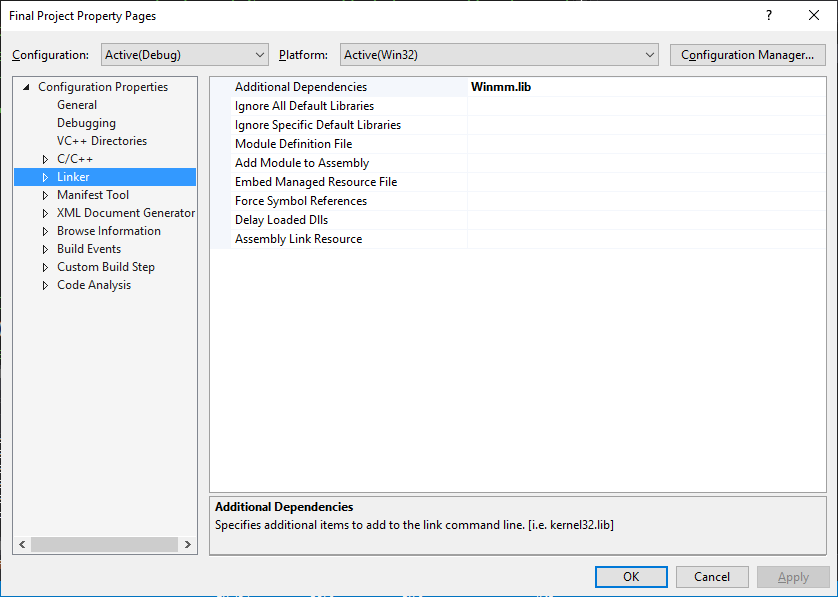 Final Project Property Pages
?
Configuration: Active(Debug) Platform: Active(Win32) Configuration Manager...
Configuration Properties
General
Debugging
VC++ Directories
C/C++
Linker
Manifest Tool
XML Document Generator
Browse Information
Build Events
Custom Build Step
Code Analysis
Additional Dependencies Winmm.lib
Ignore All Default Libraries
Ignore Specific Default Libraries
Module Definition File
Add Module to Assembly
Embed Managed Resource File
Force Symbol References
Delay Loaded Dlls
Assembly Link Resource
Additional Dependencies
Specifies additional items to add to the link command line. [i.e. kernel32.lib]
OK Cancel Apply